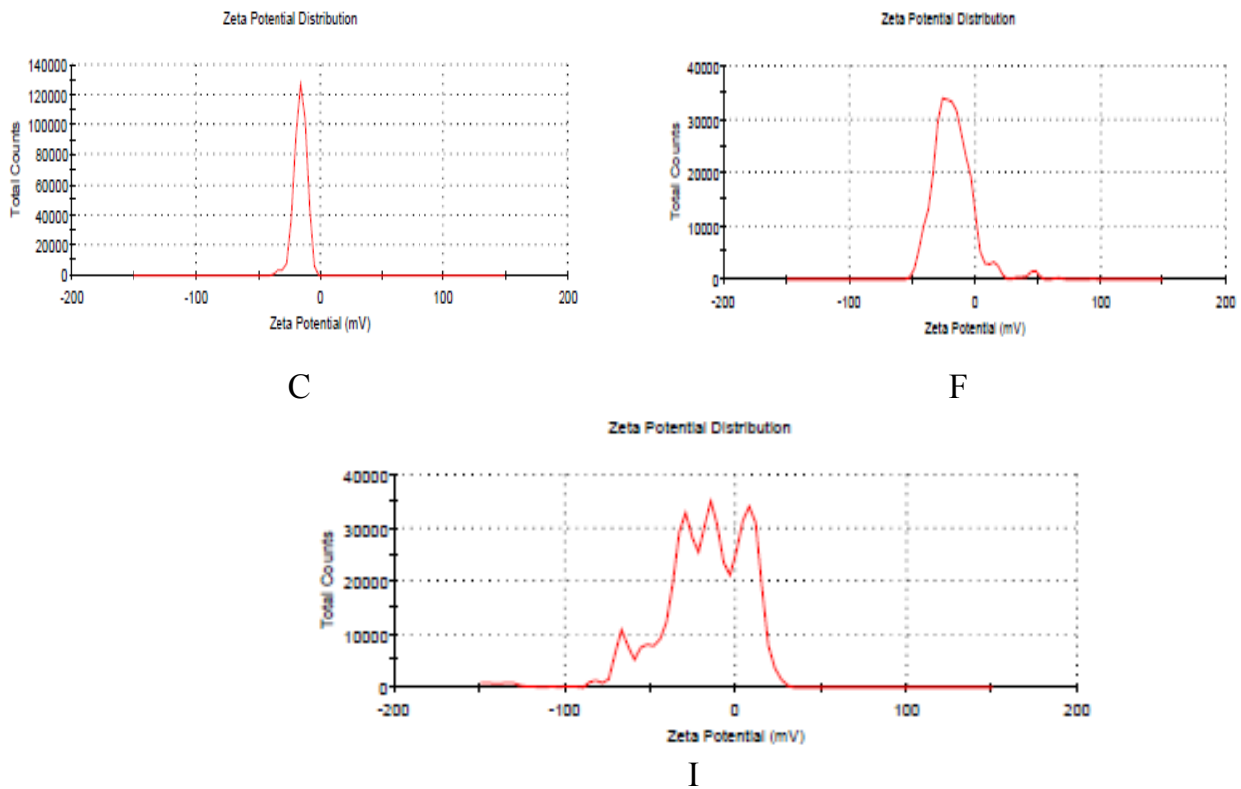 Zeta Potential Distribution
140000
120000
100000
80000
60000
40000
20000
0
Total Counts
-200 -100 0 100 200
Zeta Potential (mV)
C
Zeta Potential Distribution
40000
30000
20000
10000
0
Total Counts
-200 -100 0 100 200
Zeta Potential (mV)
F
Zeta Potential Distribution
40000
30000
20000
10000
0
Total Counts
-200 -100 0 100 200
Zeta Potential (mV)
I